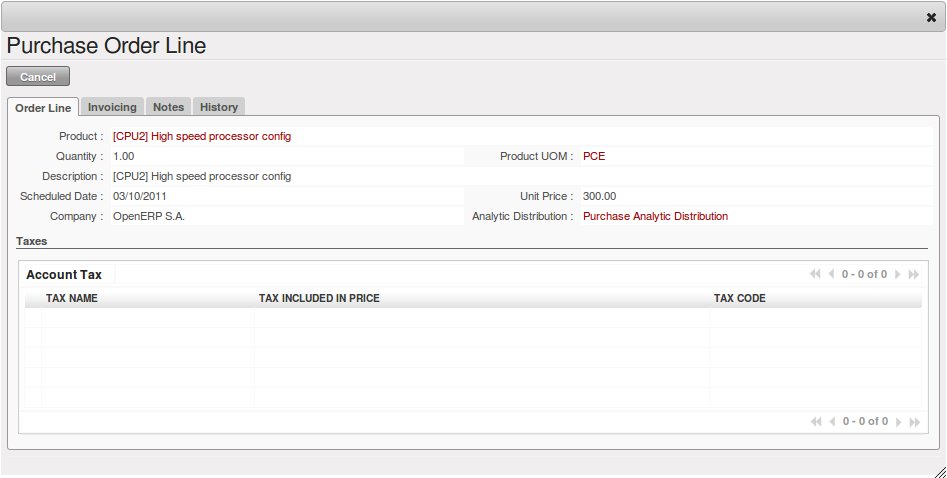 Purchase Order Line
Cancel
Order Line Invoicing Notes History
Product : [CPU2] High speed processor config
Quantity : 1.00 Product UOM : PCE
Description : [CPU2] High speed processor config
Scheduled Date : 03/10/2011 Unit Price : 300.00
Company : OpenERP S.A. Analytic Distribution : Purchase Analytic Distribution
Taxes
Account Tax 0 - 0 of 0
TAX NAME TAX INCLUDED IN PRICE TAX CODE
0 - 0 of 0